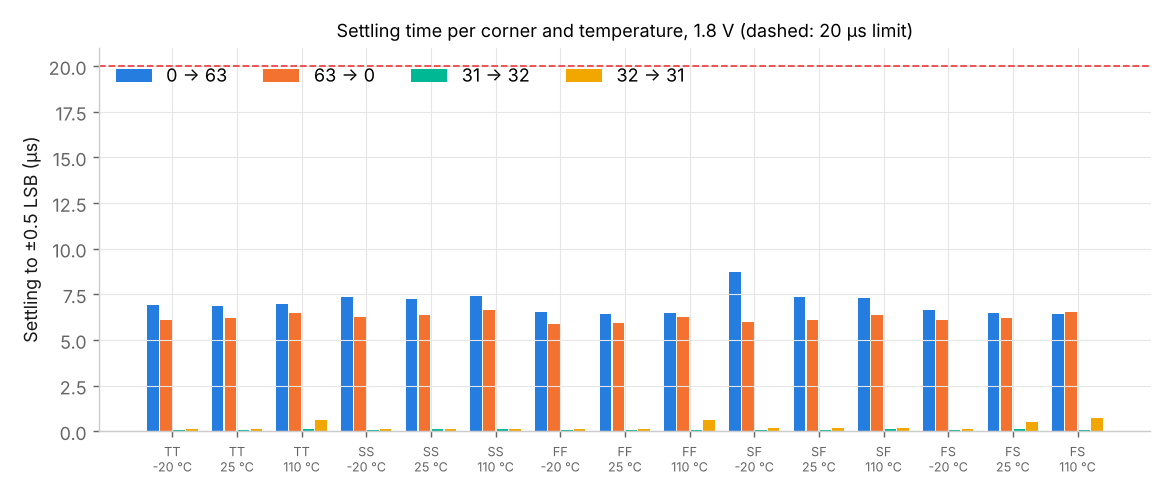 Settling time per corner and temperature, 1.8 V (dashed: 20 µs limit)
Settling to ±0.5 LSB (µs)
20.0
17.5
15.0
12.5
10.0
7.5
5.0
2.5
0.0
0 → 63 63 → 0 31 → 32 32 → 31
TT TT TT SS SS SS FF FF FF SF SF SF FS FS FS
-20 °C 25 °C 110 °C -20 °C 25 °C 110 °C -20 °C 25 °C 110 °C -20 °C 25 °C 110 °C -20 °C 25 °C 110 °C